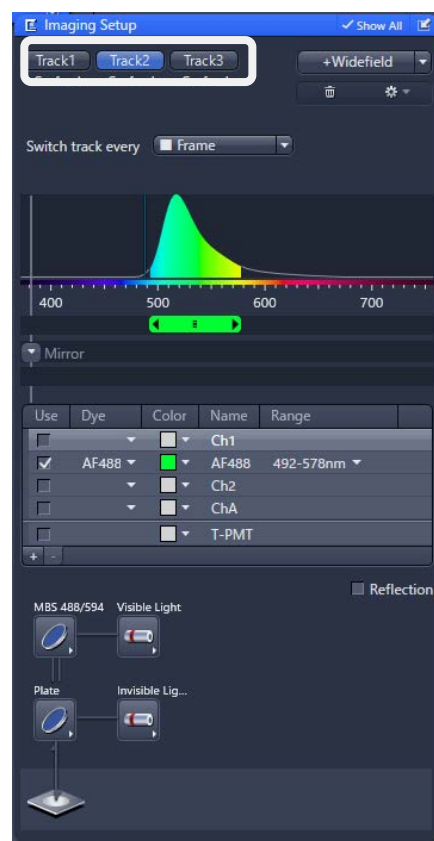 Imaging Setup Show All
Track1 Track2 Track3 +Widefield
Switch track every Frame
400 500 600 700
Mirror
Use Dye Color Name Range
Ch1
AF488 AF488 492-578nm
Ch2
ChA
T-PMT
+ -
Reflection
MBS 488/594 Visible Light
Plate Invisible Lig...